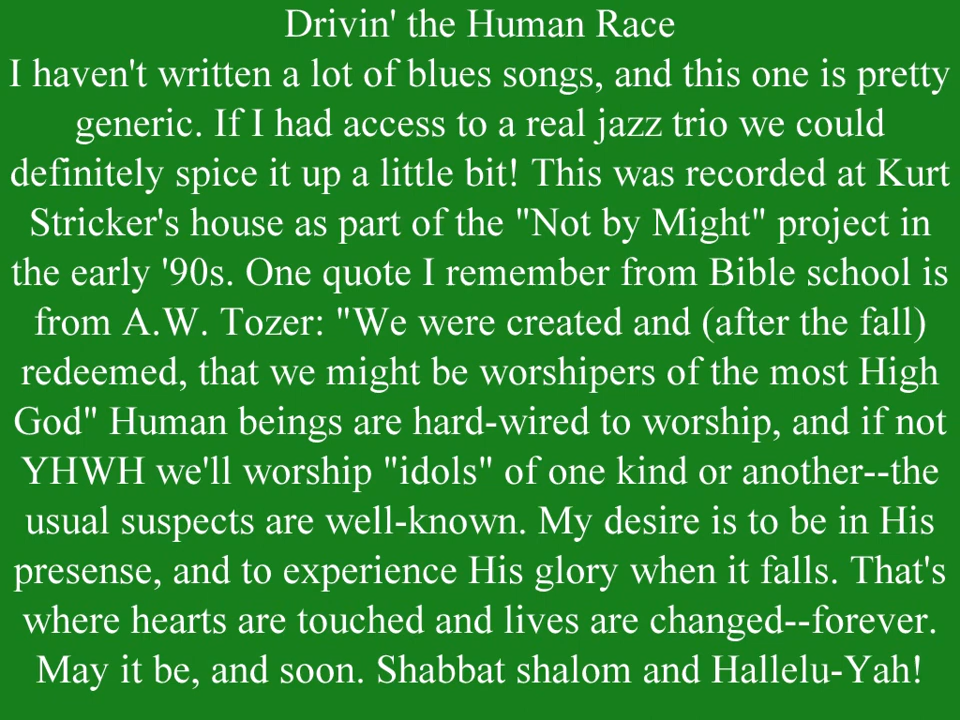 Drivin' the Human Race
I haven't written a lot of blues songs, and this one is pretty
generic. If I had access to a real jazz trio we could
definitely spice it up a little bit! This was recorded at Kurt
Stricker's house as part of the "Not by Might" project in
the early '90s. One quote I remember from Bible school is
from A.W. Tozer: "We were created and (after the fall)
redeemed, that we might be worshipers of the most High
God" Human beings are hard-wired to worship, and if not
YHWH we'll worship "idols" of one kind or another--the
usual suspects are well-known. My desire is to be in His
presense, and to experience His glory when it falls. That's
where hearts are touched and lives are changed--forever.
May it be, and soon. Shabbat shalom and Hallelu-Yah!